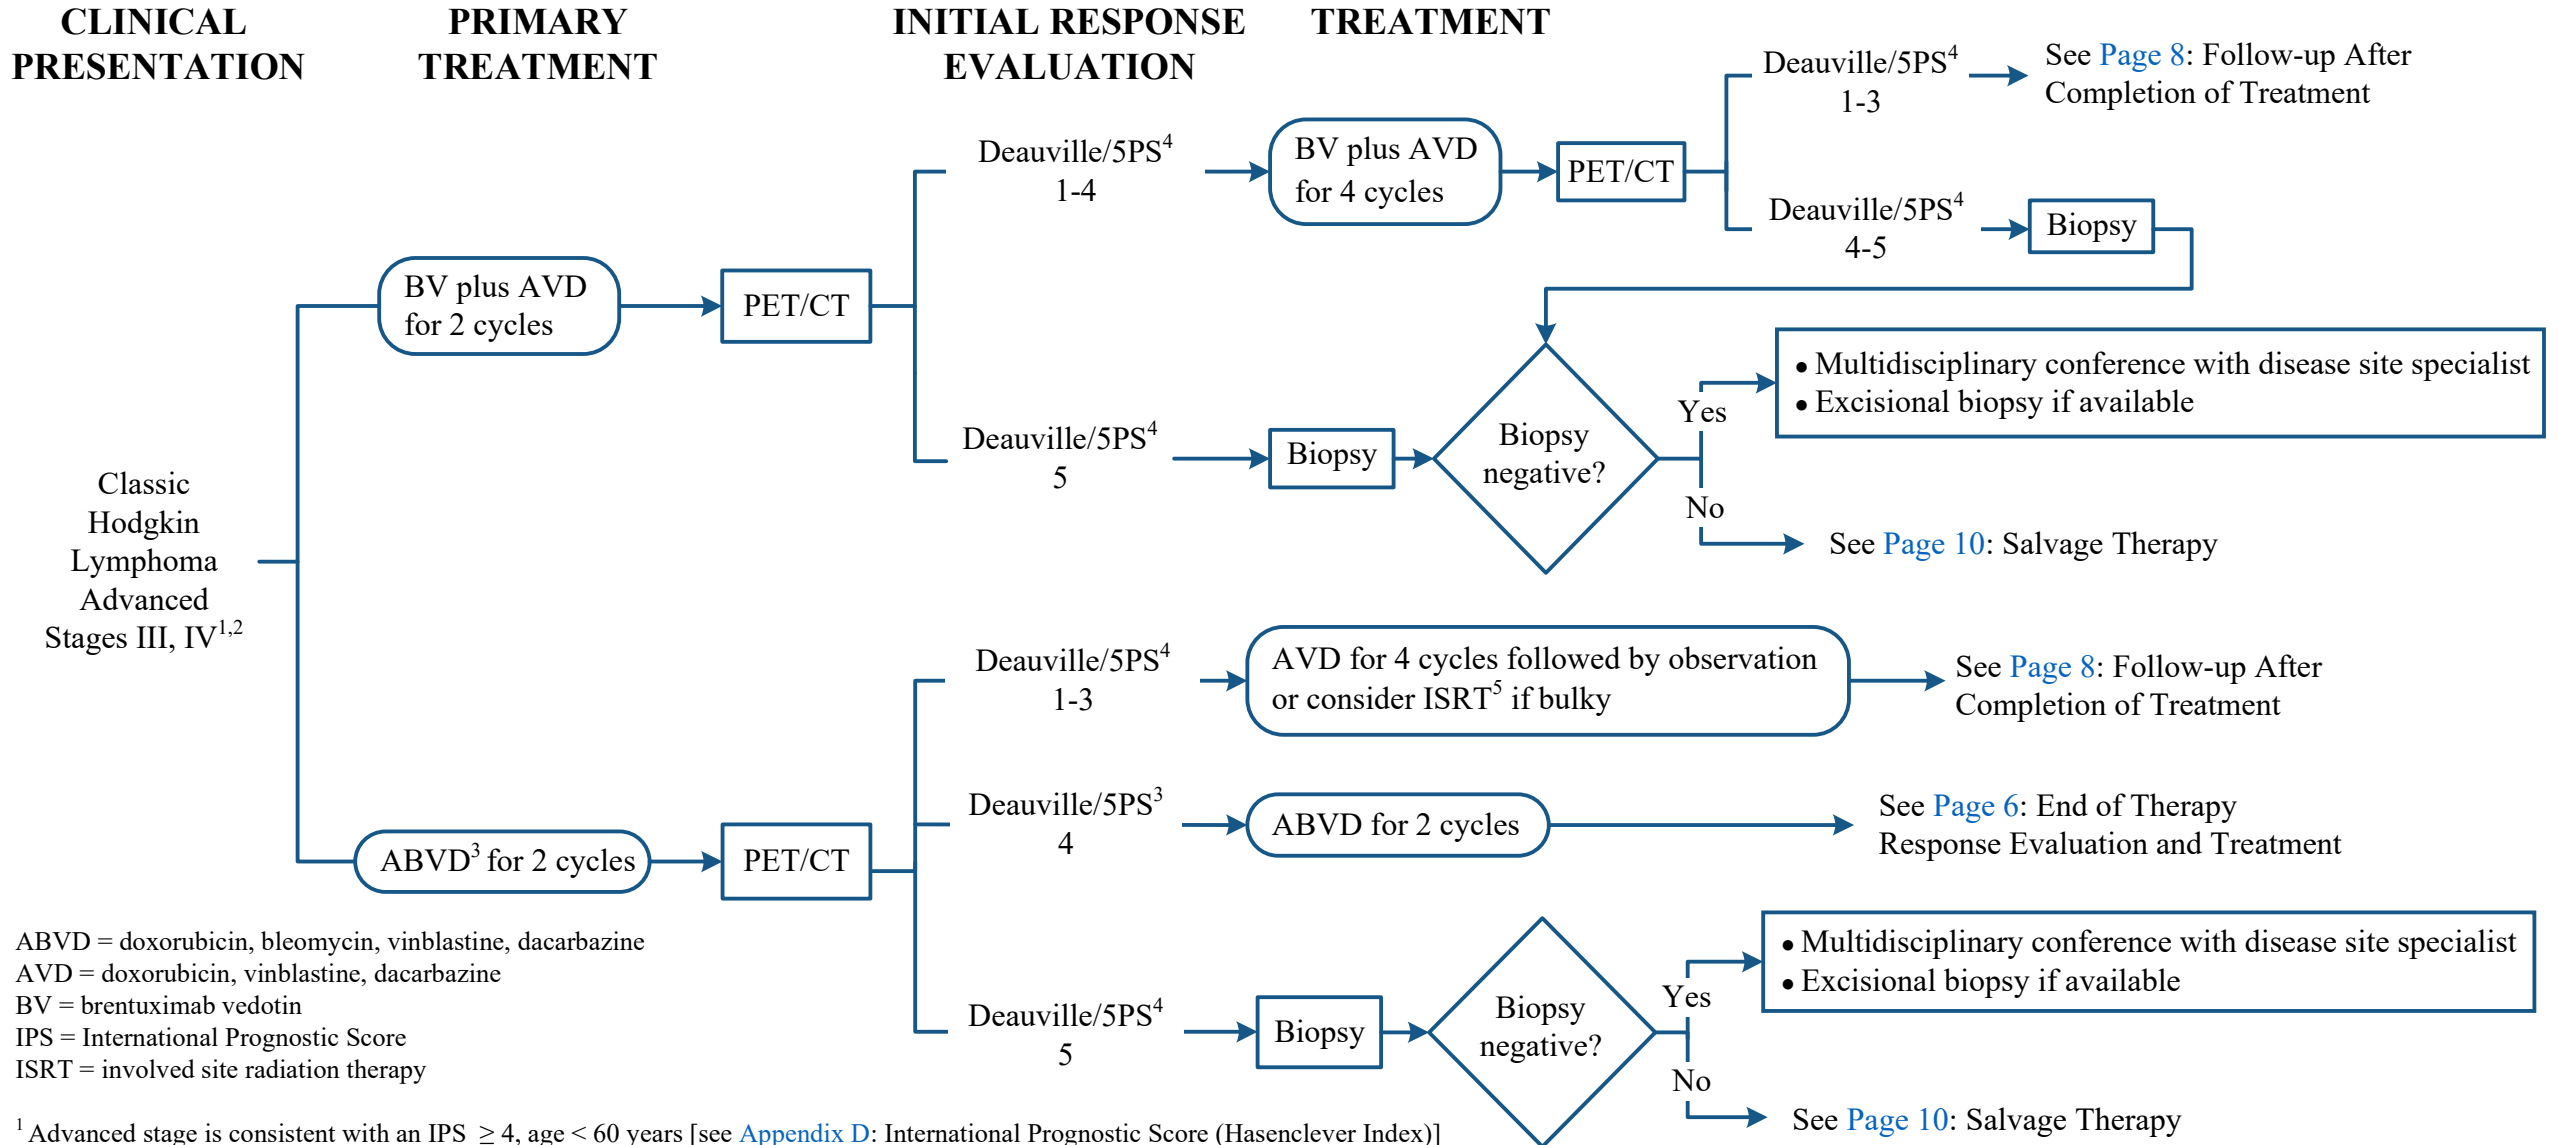 CLINICAL
PRESENTATION
PRIMARY
TREATMENT
INITIAL RESPONSE
EVALUATION
TREATMENT
Classic
Hodgkin
Lymphoma
Advanced
Stages III, IV1,2
BV plus AVD
for 2 cycles
PET/CT
Deauville/5PS4
1-4
BV plus AVD
for 4 cycles
PET/CT
Deauville/5PS4
1-3
See Page 8: Follow-up After
Completion of Treatment
Deauville/5PS4
4-5
Biopsy
Deauville/5PS4
5
Biopsy
Biopsy
negative?
Yes
• Multidisciplinary conference with disease site specialist
• Excisional biopsy if available
No
See Page 10: Salvage Therapy
ABVD3 for 2 cycles
PET/CT
Deauville/5PS4
1-3
AVD for 4 cycles followed by observation
or consider ISRT5 if bulky
See Page 8: Follow-up After
Completion of Treatment
Deauville/5PS3
4
ABVD for 2 cycles
See Page 6: End of Therapy
Response Evaluation and Treatment
Deauville/5PS4
5
Biopsy
Biopsy
negative?
Yes
• Multidisciplinary conference with disease site specialist
• Excisional biopsy if available
No
See Page 10: Salvage Therapy
ABVD = doxorubicin, bleomycin, vinblastine, dacarbazine
AVD = doxorubicin, vinblastine, dacarbazine
BV = brentuximab vedotin
IPS = International Prognostic Score
ISRT = involved site radiation therapy
1 Advanced stage is consistent with an IPS ≥ 4, age < 60 years [see Appendix D: International Prognostic Score (Hasenclever Index)]